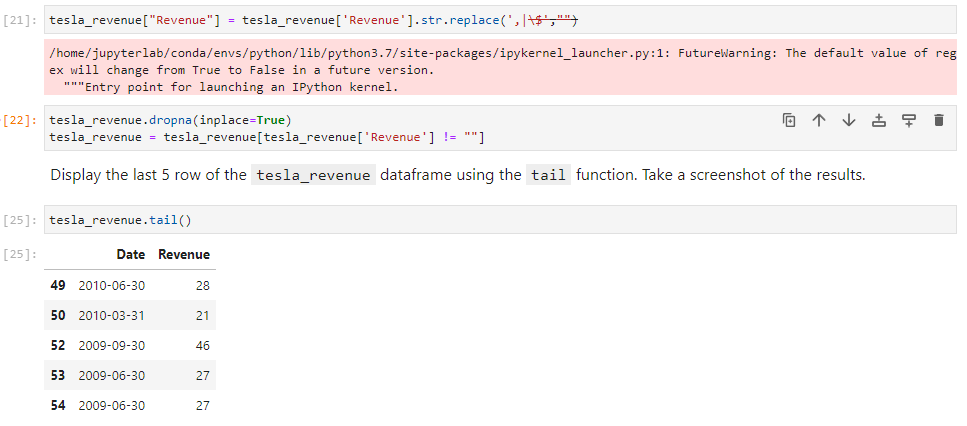 [21]: tesla_revenue["Revenue"] = tesla_revenue['Revenue'].str.replace(',|\$',"")
/home/jupyterlab/conda/envs/python/lib/python3.7/site-packages/ipykernel_launcher.py:1: FutureWarning: The default value of reg
ex will change from True to False in a future version.
"""Entry point for launching an IPython kernel.
[22]: tesla_revenue.dropna(inplace=True)
tesla_revenue = tesla_revenue[tesla_revenue['Revenue'] != ""]
Display the last 5 row of the tesla_revenue dataframe using the tail function. Take a screenshot of the results.
[25]: tesla_revenue.tail()
[25]: Date Revenue
49 2010-06-30 28
50 2010-03-31 21
52 2009-09-30 46
53 2009-06-30 27
54 2009-06-30 27